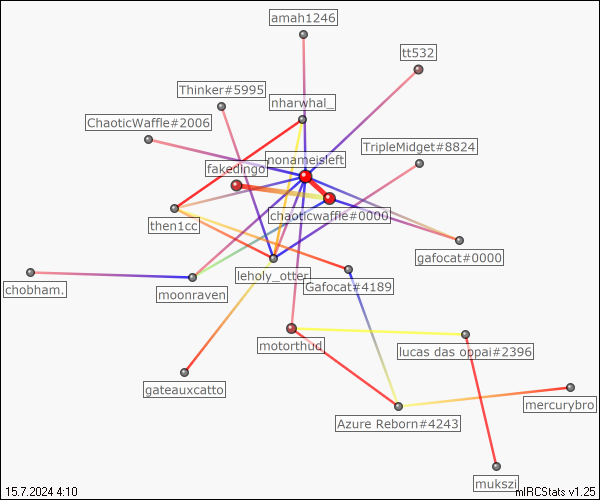 amah1246
tt532
Thinker#5995
nharwhal_
ChaoticWaffle#2006
TripleMidget#8824
nonameisleft
fakedingo
chaoticwaffle#0000
then1cc
gafocat#0000
leholy_otter
Gafocat#4189
chobham.
moonraven
motorthud
lucas das oppai#2396
gateauxcatto
mercurybro
Azure Reborn#4243
mukszi
15.7.2024 4:10
mIRCStats v1.25